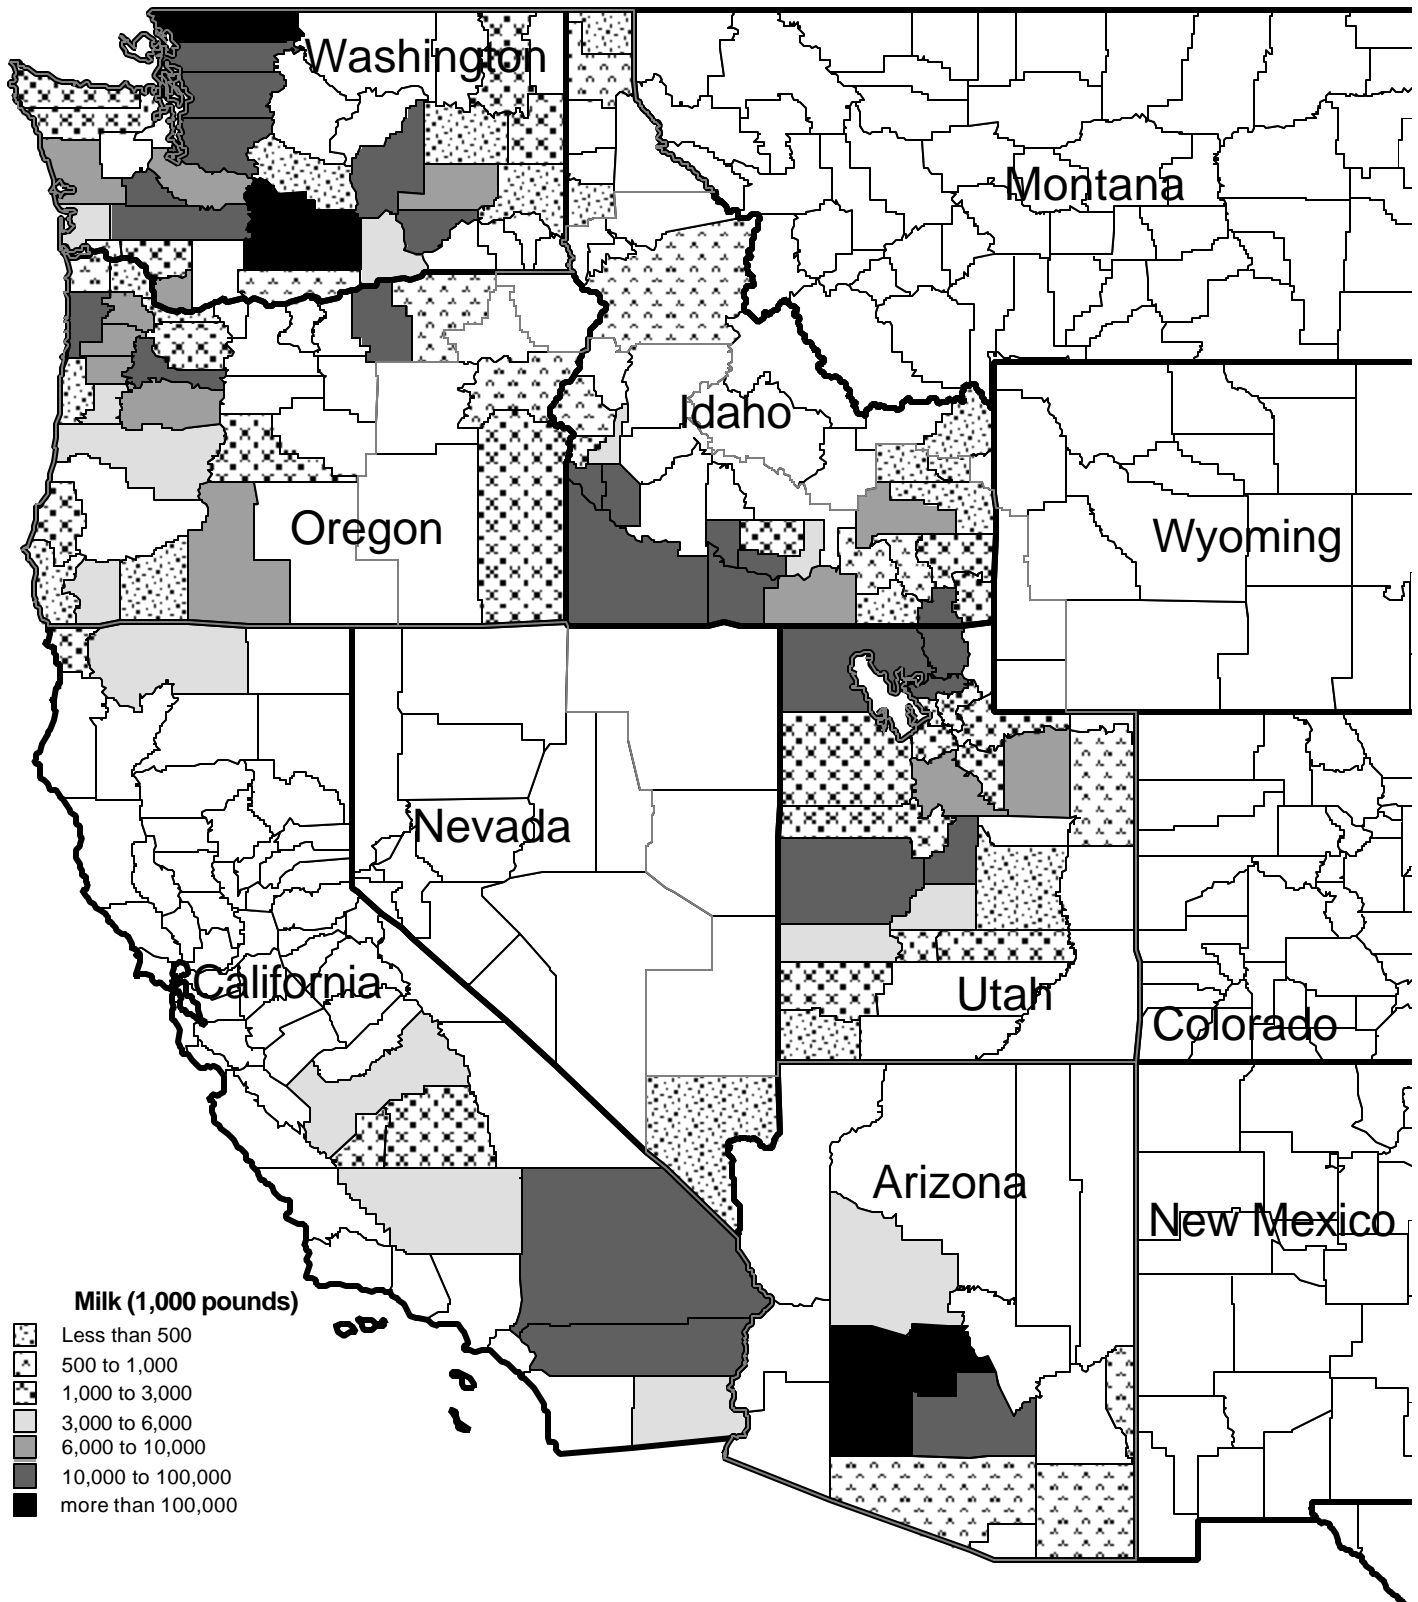 Washington
Montana
Idaho
Oregon
Wyoming
Nevada
California
Utah
Colorado
Arizona
New Mexico
Milk (1,000 pounds)
Less than 500
500 to 1,000
1,000 to 3,000
3,000 to 6,000
6,000 to 10,000
10,000 to 100,000
more than 100,000